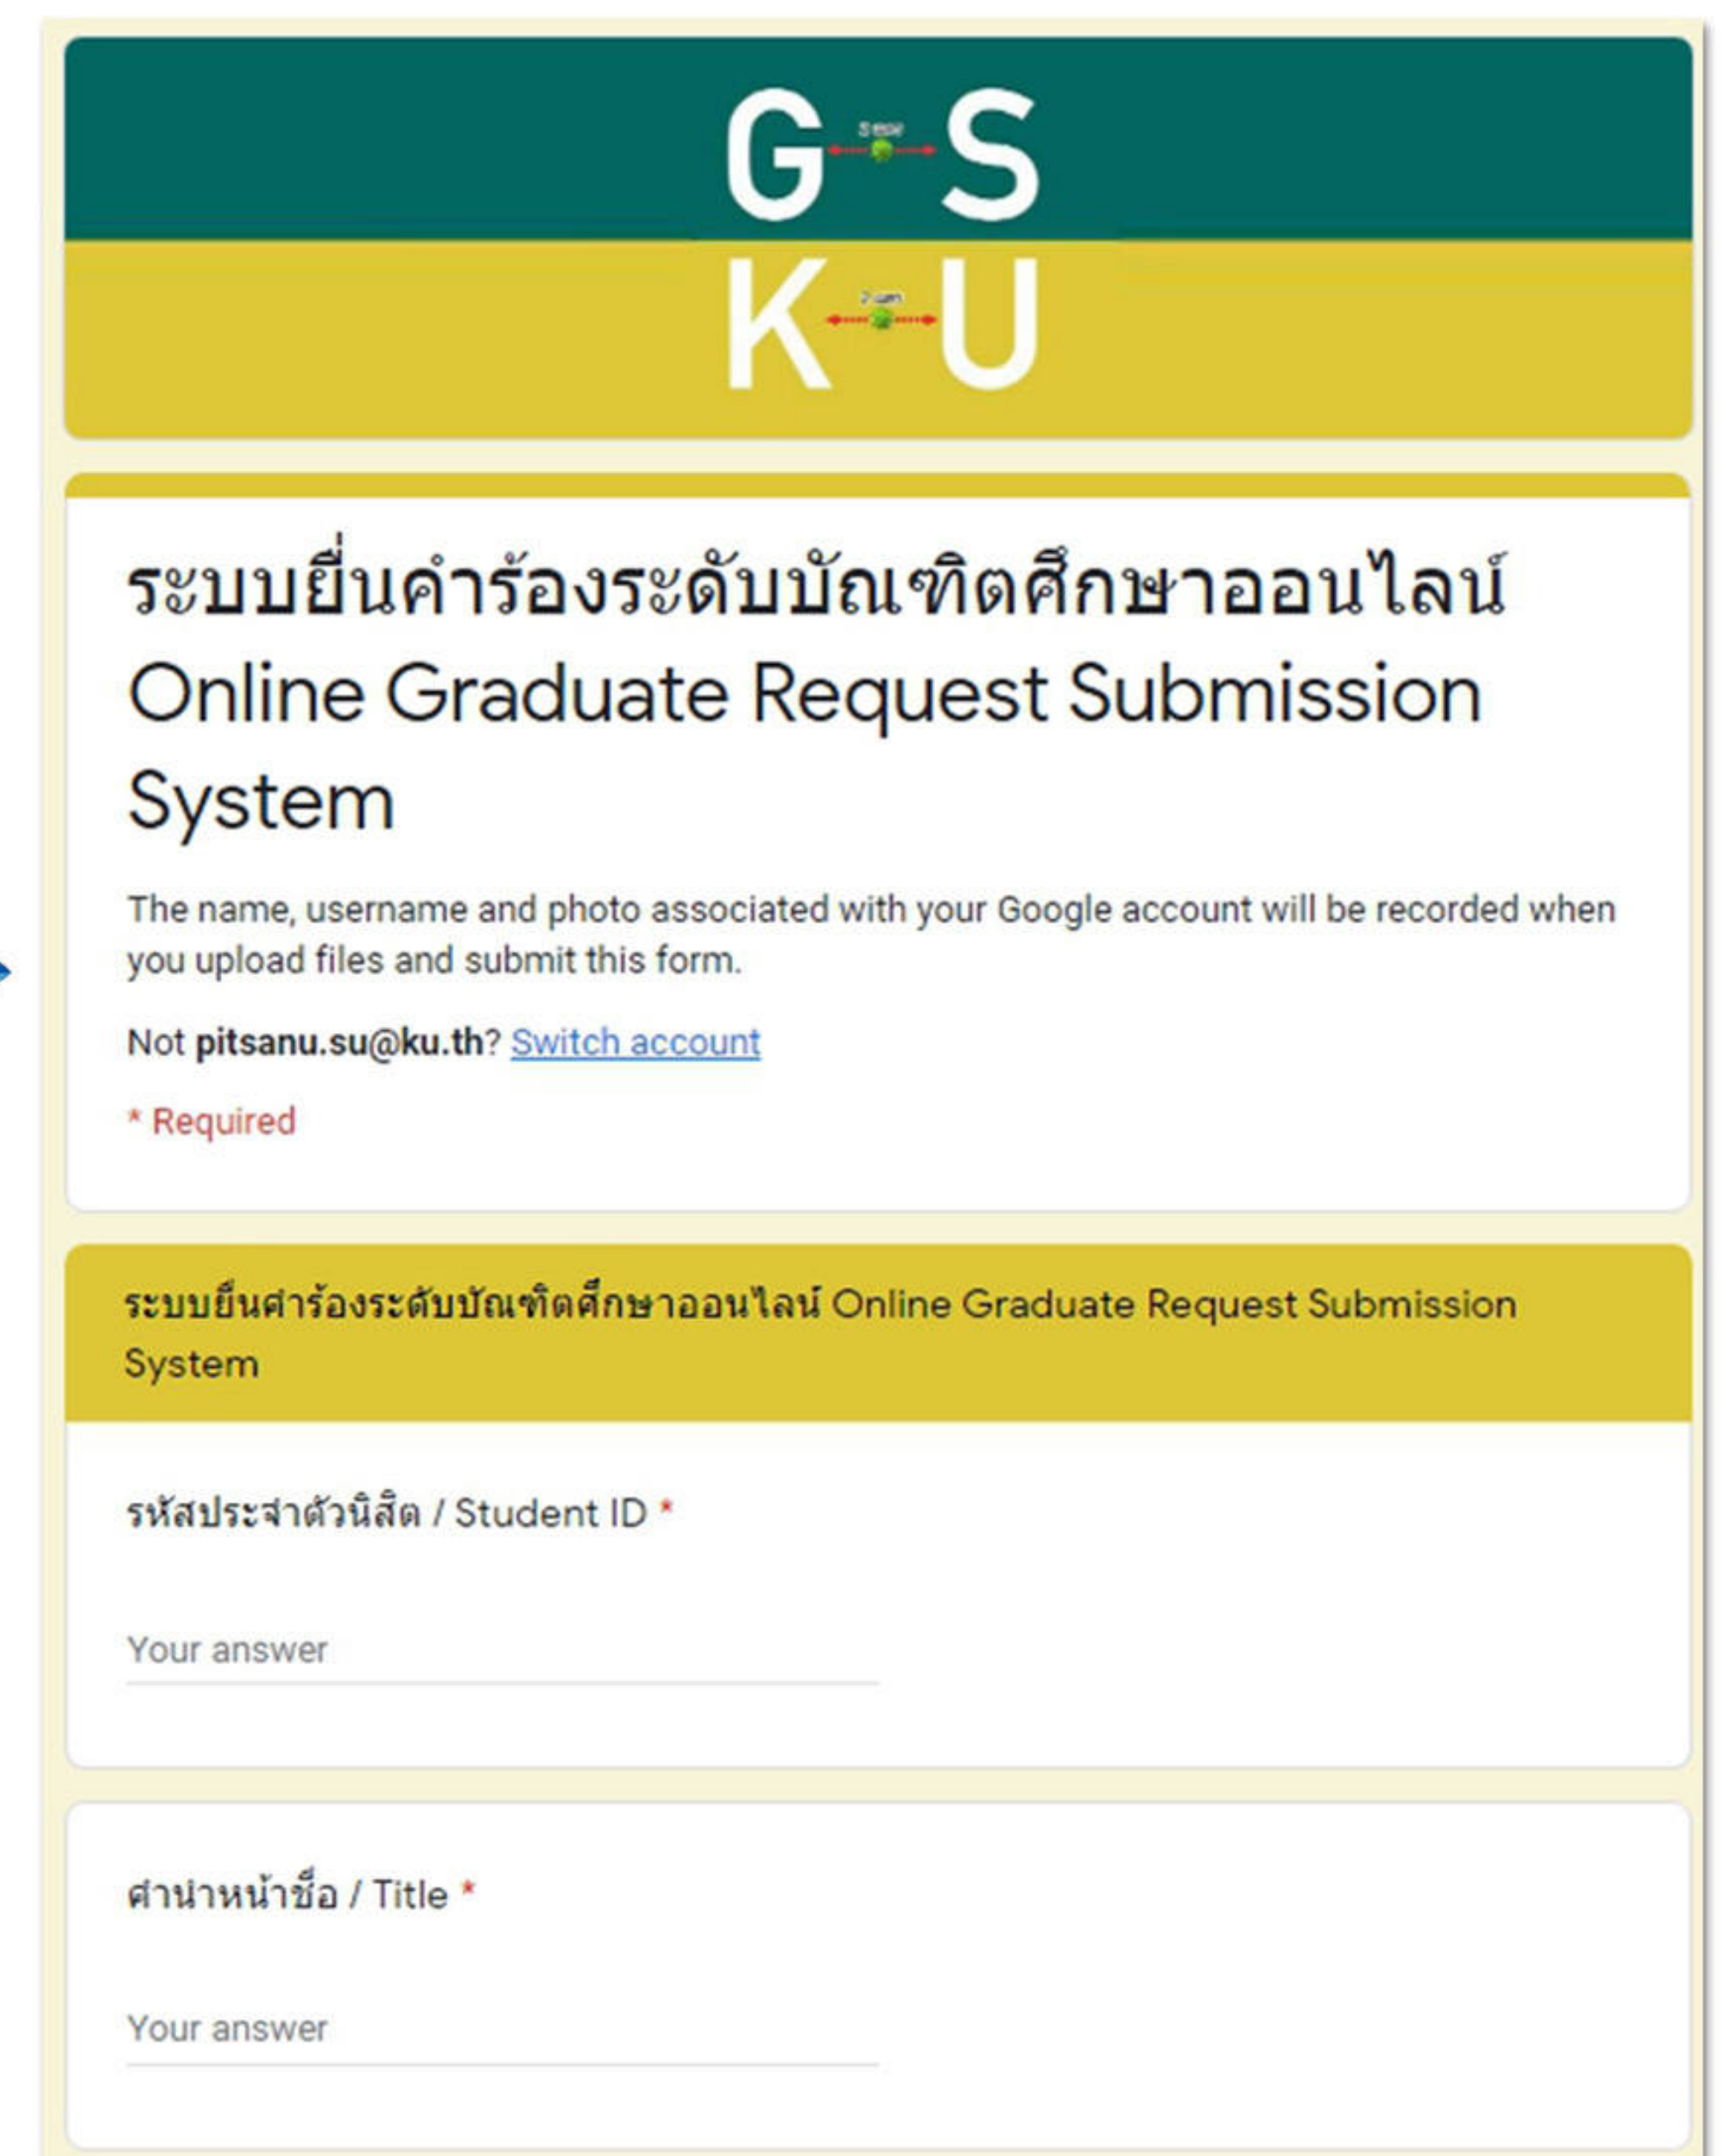 G S
K U
ระบบยื่นคำร้องระดับบัณฑิตศึกษาออนไลน์
Online Graduate Request Submission
System
The name, username and photo associated with your Google account will be recorded when
you upload files and submit this form.
Not pitsanu.su@ku.th? Switch account
* Required
ระบบยื่นคำร้องระดับบัณฑิตศึกษาออนไลน์ Online Graduate Request Submission
System
รหัสประจำตัวนิสิต / Student ID *
Your answer
คำนำหน้าชื่อ / Title *
Your answer